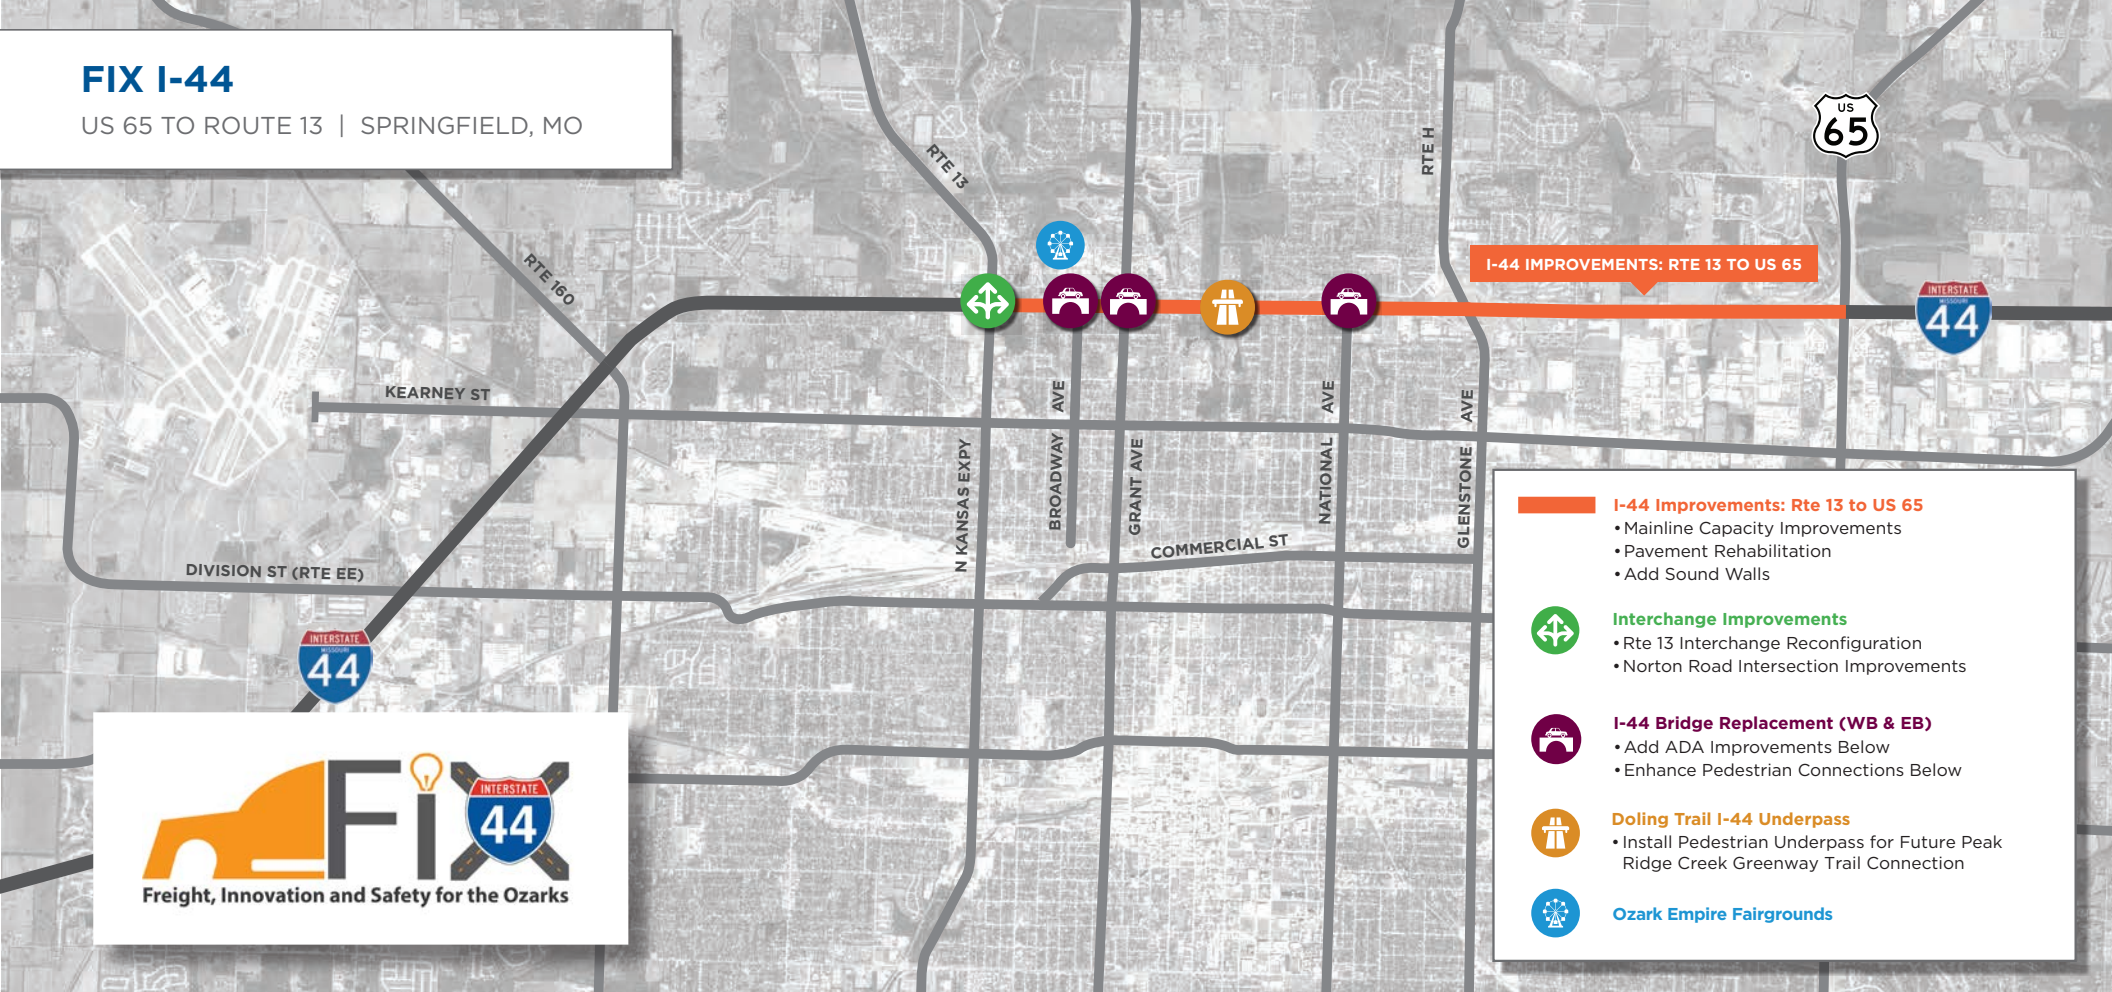 FIX I-44
US 65 TO ROUTE 13 | SPRINGFIELD, MO
US
65
RTE 13
RTE H
RTE 160
I-44 IMPROVEMENTS: RTE 13 TO US 65
INTERSTATE
MISSOURI
44
KEARNEY ST
BROADWAY AVE
NATIONAL AVE
GLENSTONE AVE
N KANSAS EXPY
GRANT AVE
COMMERCIAL ST
DIVISION ST (RTE EE)
INTERSTATE
MISSOURI
44
I-44 Improvements: Rte 13 to US 65
• Mainline Capacity Improvements
• Pavement Rehabilitation
• Add Sound Walls
Interchange Improvements
• Rte 13 Interchange Reconfiguration
• Norton Road Intersection Improvements
I-44 Bridge Replacement (WB & EB)
• Add ADA Improvements Below
• Enhance Pedestrian Connections Below
Doling Trail I-44 Underpass
• Install Pedestrian Underpass for Future Peak
Ridge Creek Greenway Trail Connection
Ozark Empire Fairgrounds
FiX
INTERSTATE
44
Freight, Innovation and Safety for the Ozarks